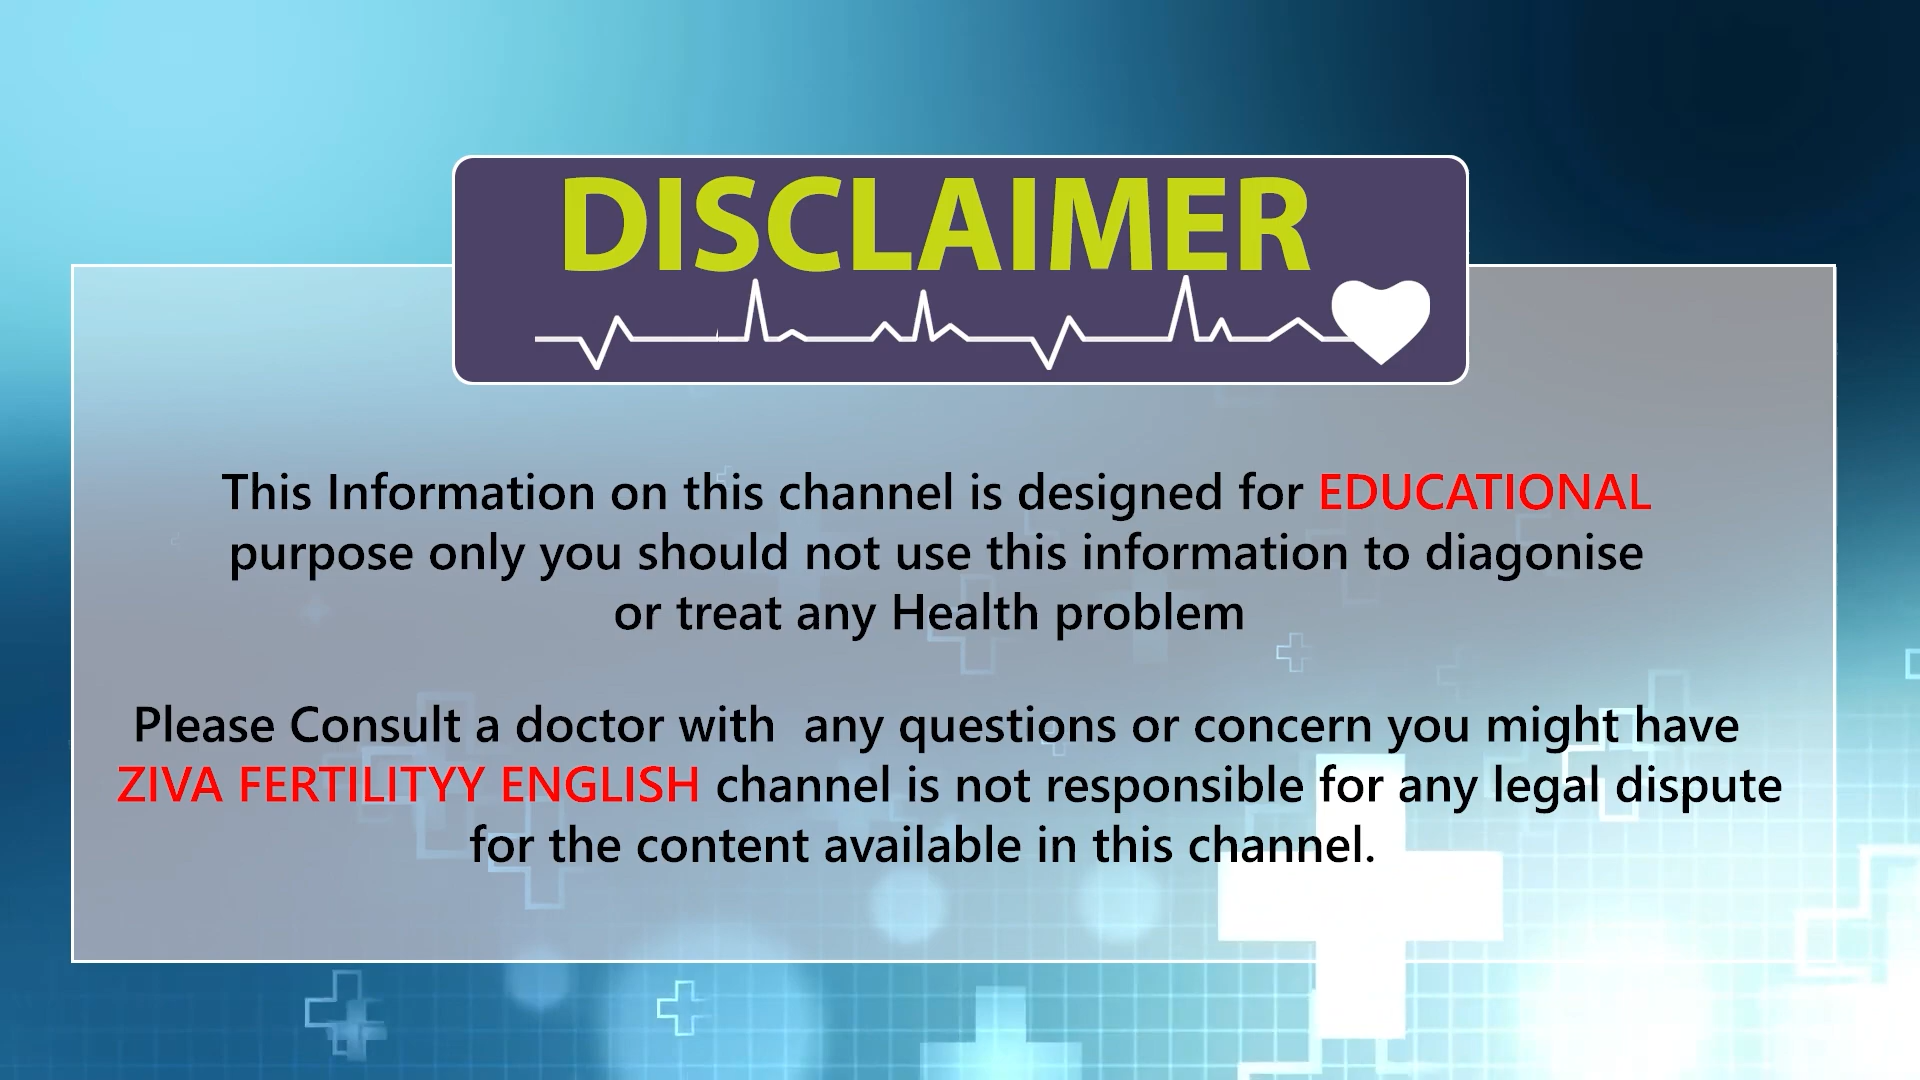 DISCLAIMER
This Information on this channel is designed for EDUCATIONAL
purpose only you should not use this information to diagonise
or treat any Health problem
Please Consult a doctor with  any questions or concern you might have
ZIVA FERTILITYY ENGLISH channel is not responsible for any legal dispute
for the content available in this channel.